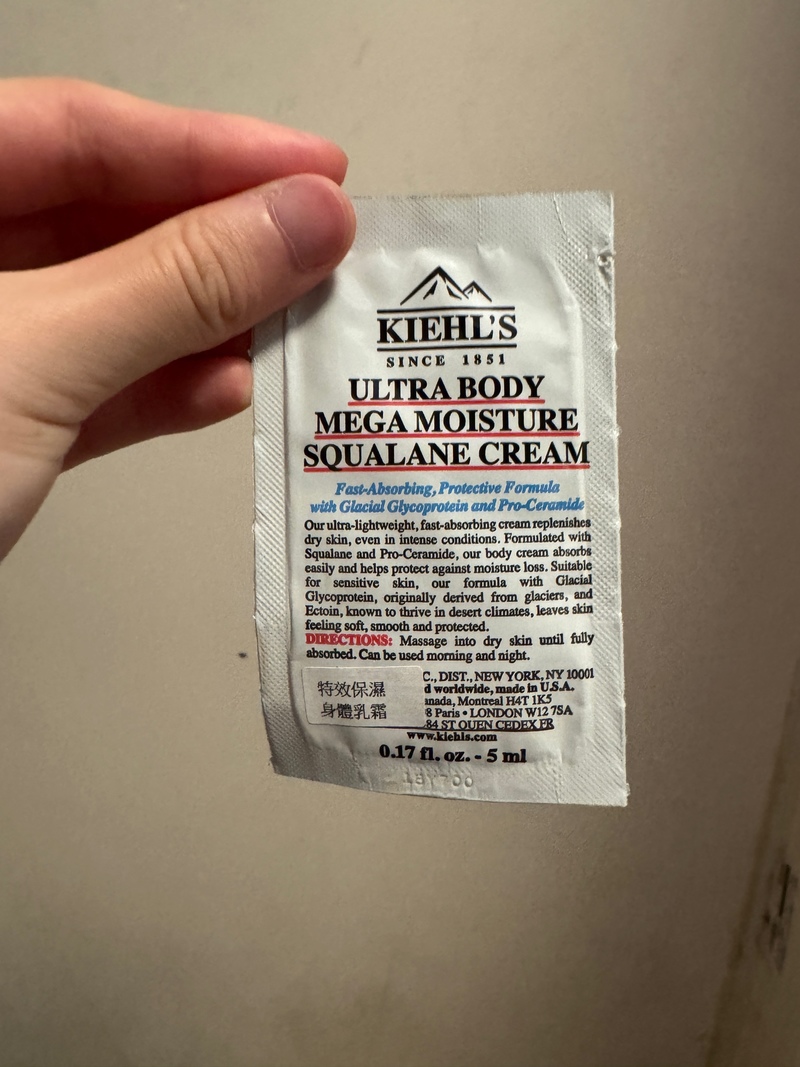 KIEHL'S
SINCE 1851
ULTRA BODY
MEGA MOISTURE
SQUALANE CREAM
Fast-Absorbing, Protective Formula
with Glacial Glycoprotein and Pro-Ceramide
Our ultra-lightweight, fast-absorbing cream replenishes
dry skin, even in intense conditions. Formulated with
Squalane and Pro-Ceramide, our body cream absorbs
easily and helps protect against moisture loss. Suitable
for sensitive skin, our formula with Glacial
Glycoprotein, originally derived from glaciers, and
Ectoin, known to thrive in desert climates, leaves skin
feeling soft, smooth and protected.
DIRECTIONS: Massage into dry skin until fully
absorbed. Can be used morning and night.
特效保濕
身體乳霜
C., DIST., NEW YORK, NY 10001
d worldwide, made in U.S.A.
Montreal H4T 1K5
8 Paris • LONDON W12 7SA
84 ST OUEN CEDEX FR
www.kiehls.com
0.17 fl. oz. - 5 ml